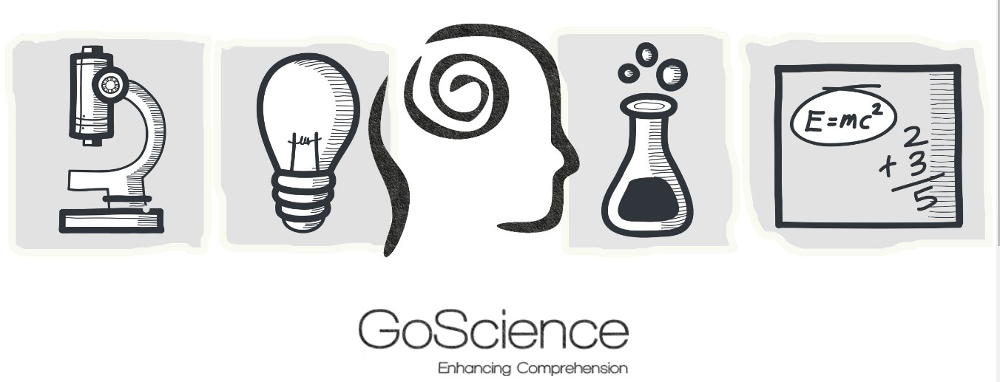 E=mc²
2
+ 3
5
GoScience
Enhancing Comprehension